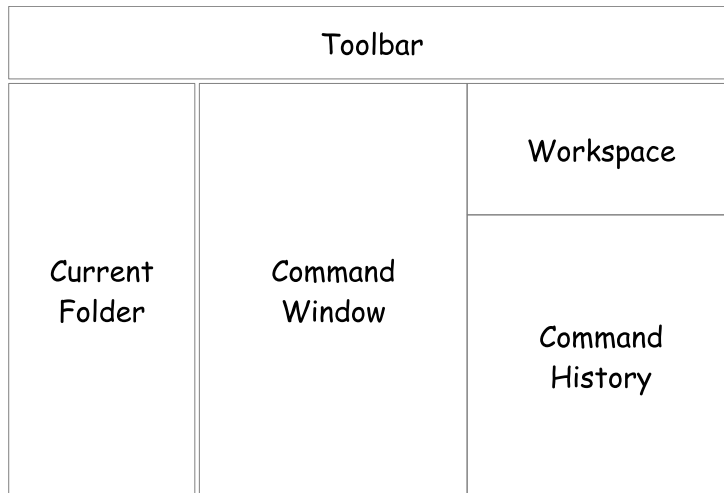 Toolbar
Current
Folder
Command
Window
Workspace
Command
History